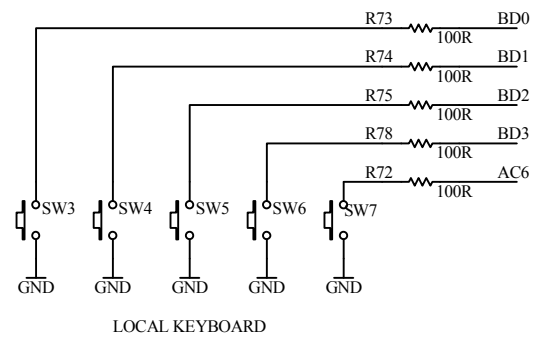 R73 BD0
100R
R74 BD1
100R
R75 BD2
100R
R78 BD3
100R
R72 AC6
100R
SW3 SW4 SW5 SW6 SW7
GND GND GND GND GND
LOCAL KEYBOARD